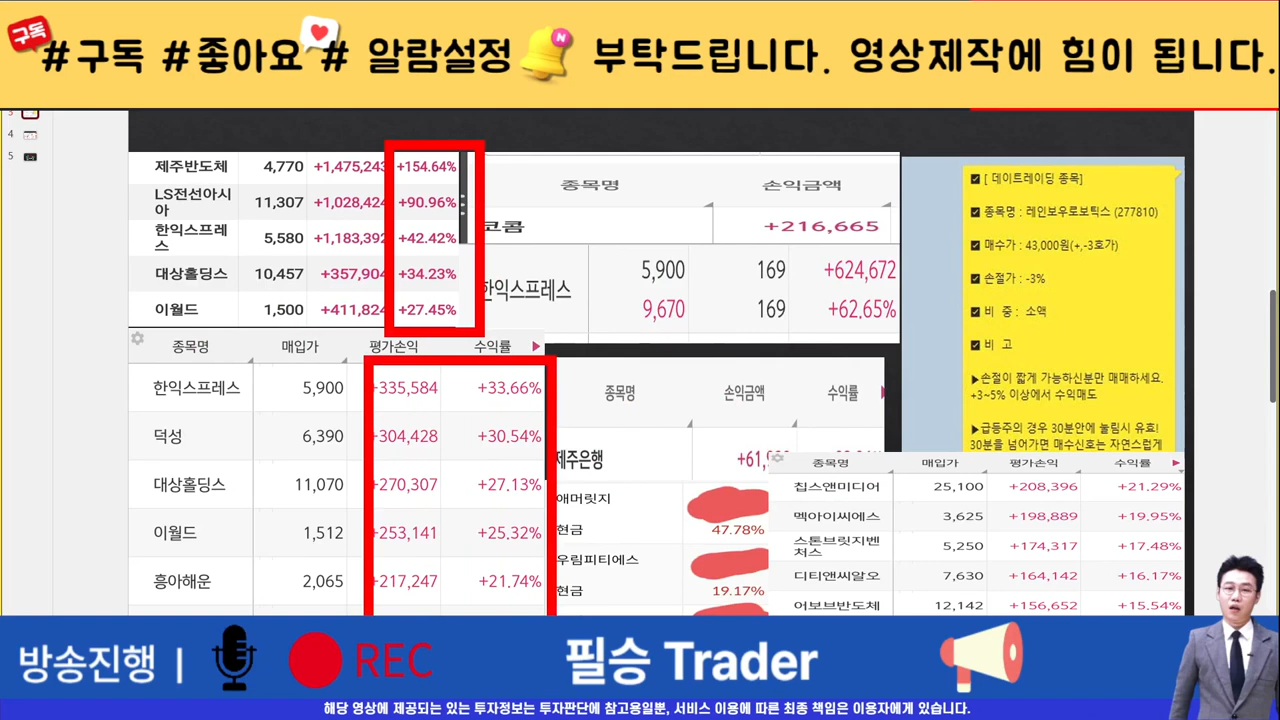 구독
#구독 #좋아요 # 알람설정 N 부탁드립니다. 영상제작에 힘이 됩니다.
4
5
제주반도체 4,770 +1,475,243 +154.64%
LS전선아시아 11,307 +1,028,424 +90.96%
한익스프레스 5,580 +1,183,392 +42.42%
대상홀딩스 10,457 +357,904 +34.23%
이월드 1,500 +411,824 +27.45%
종목명 매입가 평가손익 수익률
한익스프레스 5,900 +335,584 +33.66%
덕성 6,390 +304,428 +30.54%
대상홀딩스 11,070 +270,307 +27.13%
이월드 1,512 +253,141 +25.32%
흥아해운 2,065 +217,247 +21.74%
종목명 손익금액
코콤 +216,665
한익스프레스 5,900 169 +624,672
9,670 169 +62.65%
종목명 손익금액 수익률
제주은행
애머릿지
현금 47.78%
우림피티에스
현금 19.17%
[ 데이트레이딩 종목]
종목명 : 레인보우로보틱스 (277810)
매수가 : 43,000원(+,-3호가)
손절가 : -3%
비 중 : 소액
비 고
▶손절이 짧게 가능하신분만 매매하세요.
+3~5% 이상에서 수익매도
▶급등주의 경우 30분안에 눌림시 유효!
30분을 넘어가면 매수신호는 자연스럽게
종목명 매입가 평가손익 수익률
칩스앤미디어 25,100 +208,396 +21.29%
멕아이씨에스 3,625 +198,889 +19.95%
스톤브릿지벤처스 5,250 +174,317 +17.48%
디티앤씨알오 7,630 +164,142 +16.17%
어보브반도체 12,142 +156,652 +15.54%
방송진행 | REC 필승 Trader
해당 영상에 제공되는 있는 투자정보는 투자판단에 참고용일뿐, 서비스 이용에 따른 최종 책임은 이용자에게 있습니다.